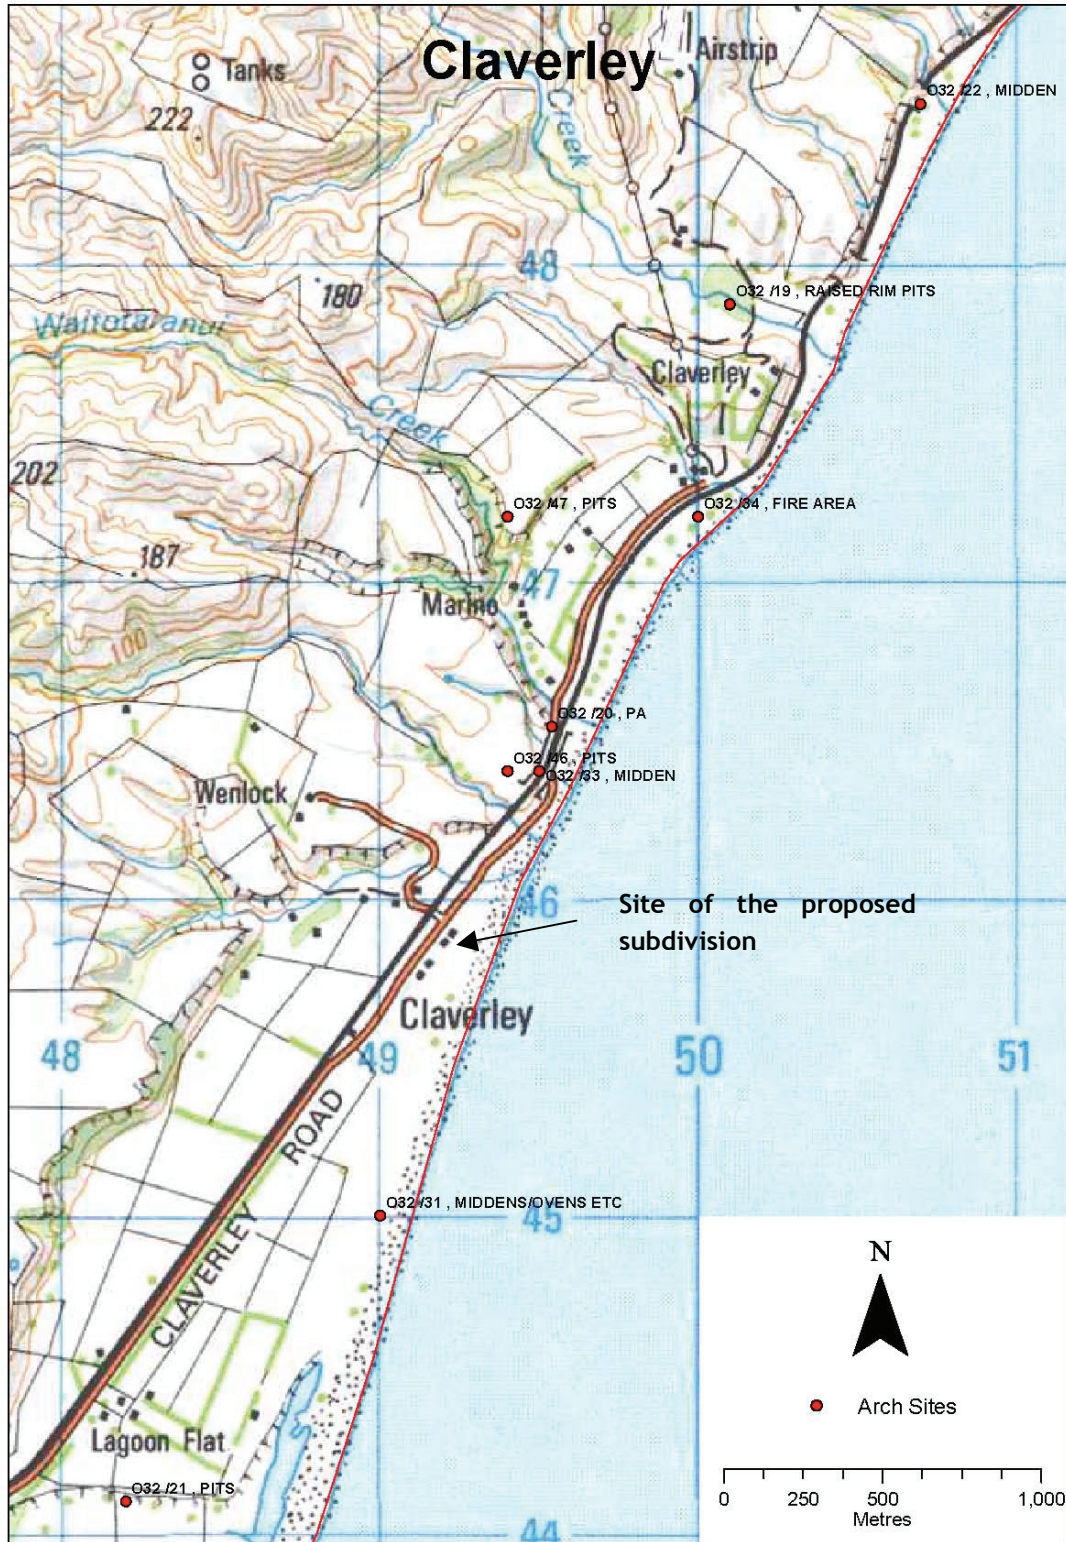 Claverley
Airstrip
Tanks
Creek
O32 /22 , MIDDEN
222
48
O32 /19 , RAISED RIM PITS
180
Waitotaranui
Claverley
Creek
202
O32 /47 , PITS
O32 /34 , FIRE AREA
187
47
Marino
100
O32 /20 , PA
O32 /46 , PITS
O32 /33 , MIDDEN
Wenlock
46
Site of the proposed
subdivision
Claverley
48
49
50
51
CLAVERLEY ROAD
O32 /31 , MIDDENS/OVENS ETC
45
N
Arch Sites
Lagoon Flat
O32 /21 , PITS
0 250 500 1,000
Metres
44